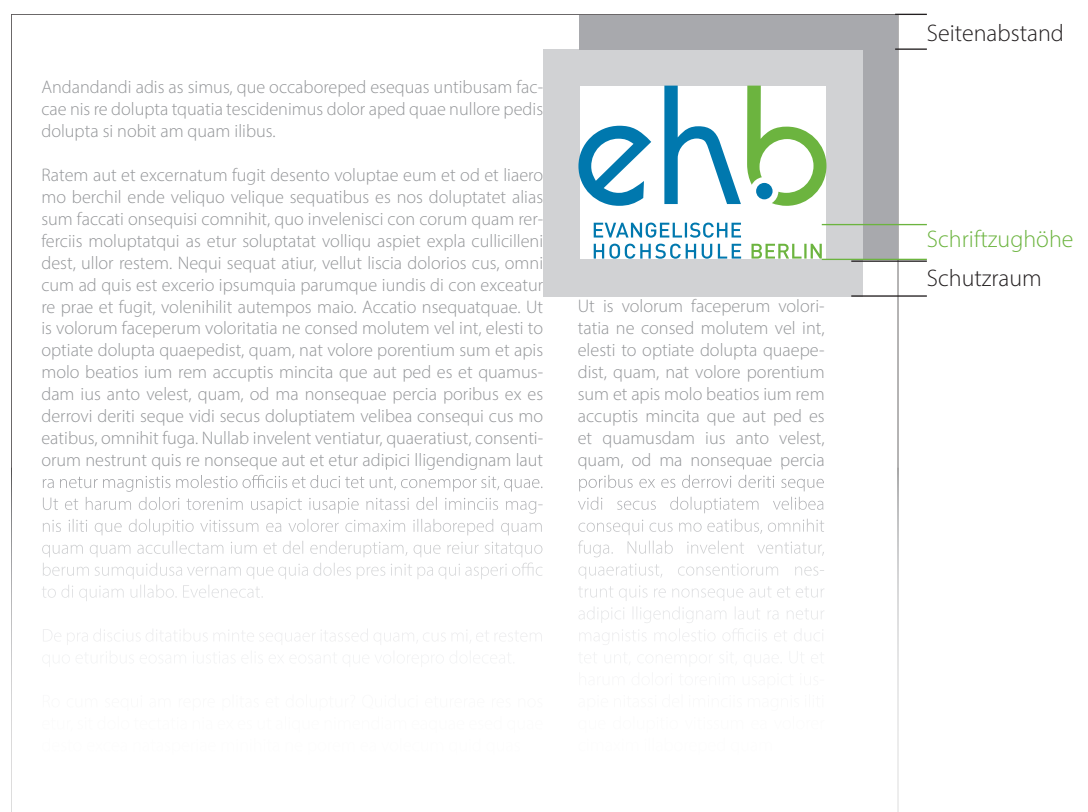 Seitenabstand
ehb
EVANGELISCHE
HOCHSCHULE BERLIN
Schriftzughöhe
Schutzraum
Andandandi adis as simus, que occaboreped esequas untibusam fac-
cae nis re dolupta tquatia tescidenimus dolor aped quae nullore pedis
dolupta si nobit am quam ilibus.
Ratem aut et excernatum fugit desento voluptae eum et od et liaero
mo berchil ende veliquo velique sequatibus es nos doluptatet alias
sum faccati onsequisi comnihit, quo invelenisci con corum quam rer-
ferciis moluptatqui as etur soluptatat volliqu aspiet expla cullicilleni
dest, ullor restem. Nequi sequat atiur, vellut liscia dolorios cus, omni
cum ad quis est excerio ipsumquia parumque iundis di con exceatur
re prae et fugit, volenihilit autempos maio. Accatio nsequatquae. Ut
is volorum faceperum voloritatia ne consed molutem vel int, elesti to
optiate dolupta quaepedist, quam, nat volore porentium sum et apis
molo beatios ium rem accuptis mincita que aut ped es et quamus-
dam ius anto velest, quam, od ma nonsequae percia poribus ex es
derrovi deriti seque vidi secus doluptiatem velibea consequi cus mo
eatibus, omnihit fuga. Nullab invelent ventiatur, quaeratiust, consenti-
orum nestrunt quis re nonseque aut et etur adipici lligendignam laut
ra netur magnistis molestio officiis et duci tet unt, conempor sit, quae.
Ut et harum dolori torenim usapict iusapie nitassi del iminciis mag-
nis iliti que dolupitio vitissum ea volorer cimaxim illaboreped quam
quam quam accullectam ium et del enderuptiam, que reiur sitatquo
berum sumquidusa vernam que quia doles pres init pa qui asperi offic
to di quiam ullabo. Evelenecat.
De pra discius ditatibus minte sequaer itassed quam, cus mi, et restem
quo eturibus eosam iustias eiis ex eosant que volorepro doleceat.
Ut is volorum faceperum volori-
tatia ne consed molutem vel int,
elesti to optiate dolupta quaepe-
dist, quam, nat volore porentium
sum et apis molo beatios ium rem
accuptis mincita que aut ped es
et quamusdam ius anto velest,
quam, od ma nonsequae percia
poribus ex es derrovi deriti seque
vidi secus doluptiatem velibea
consequi cus mo eatibus, omnihit
fuga. Nullab invelent ventiatur,
quaeratiust, consentiorum nes-
trunt quis re nonseque aut et etur
adipici lligendignam laut ra netur
magnistis molestio officiis et duci
tet unt, conempor sit, quae. Ut et
harum dolori torenim usapict ius-
apie nitassi del iminciis magnis iliti